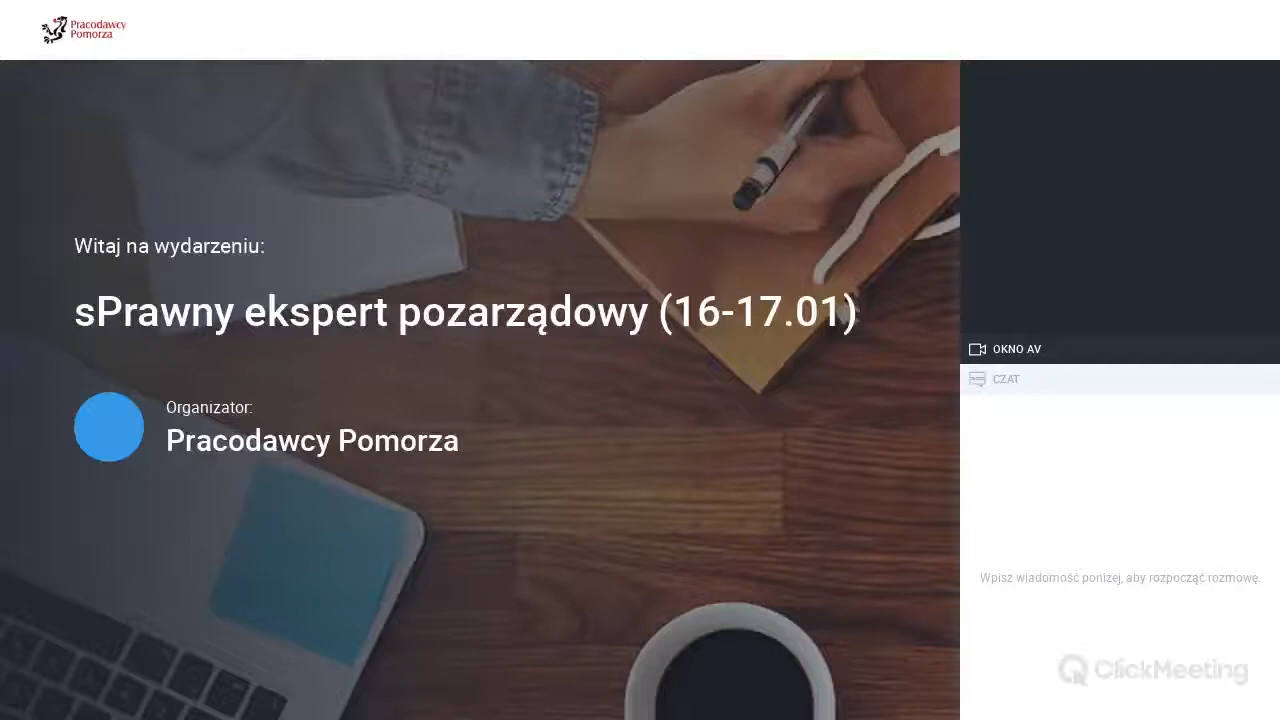 Pracodawcy
Pomorza
Witaj na wydarzeniu:
sPrawny ekspert pozarządowy (16-17.01)
Organizator:
Pracodawcy Pomorza
OKNO AV
CZAT
Wpisz wiadomość poniżej, aby rozpocząć rozmowę.
ClickMeeting